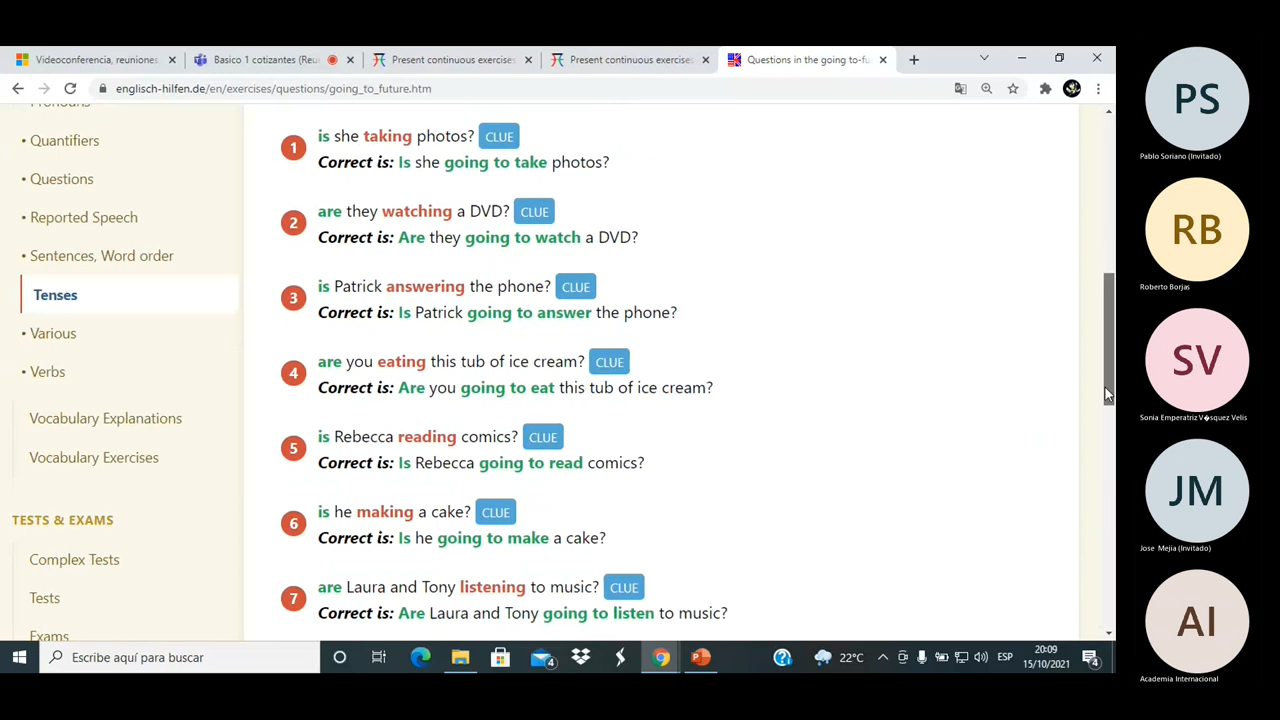 Videoconferencia, reuniones
Basico 1 cotizantes (Reu
Present continuous exercises
Present continuous exercises
Questions in the going to-fu
englisch-hilfen.de/en/exercises/questions/going_to_future.htm
Pronouns
• Quantifiers
• Questions
• Reported Speech
• Sentences, Word order
Tenses
• Various
• Verbs
Vocabulary Explanations
Vocabulary Exercises
TESTS & EXAMS
Complex Tests
Tests
Exams
1
is she taking photos? CLUE
Correct is: Is she going to take photos?
2
are they watching a DVD? CLUE
Correct is: Are they going to watch a DVD?
3
is Patrick answering the phone? CLUE
Correct is: Is Patrick going to answer the phone?
4
are you eating this tub of ice cream? CLUE
Correct is: Are you going to eat this tub of ice cream?
5
is Rebecca reading comics? CLUE
Correct is: Is Rebecca going to read comics?
6
is he making a cake? CLUE
Correct is: Is he going to make a cake?
7
are Laura and Tony listening to music? CLUE
Correct is: Are Laura and Tony going to listen to music?
PS
Pablo Soriano (Invitado)
RB
Roberto Borjas
SV
Sonia Emperatriz V�squez Velis
JM
Jose Mejia (Invitado)
AI
Academia Internacional
Escribe aquí para buscar
4
22°C
ESP
20:09
15/10/2021
4